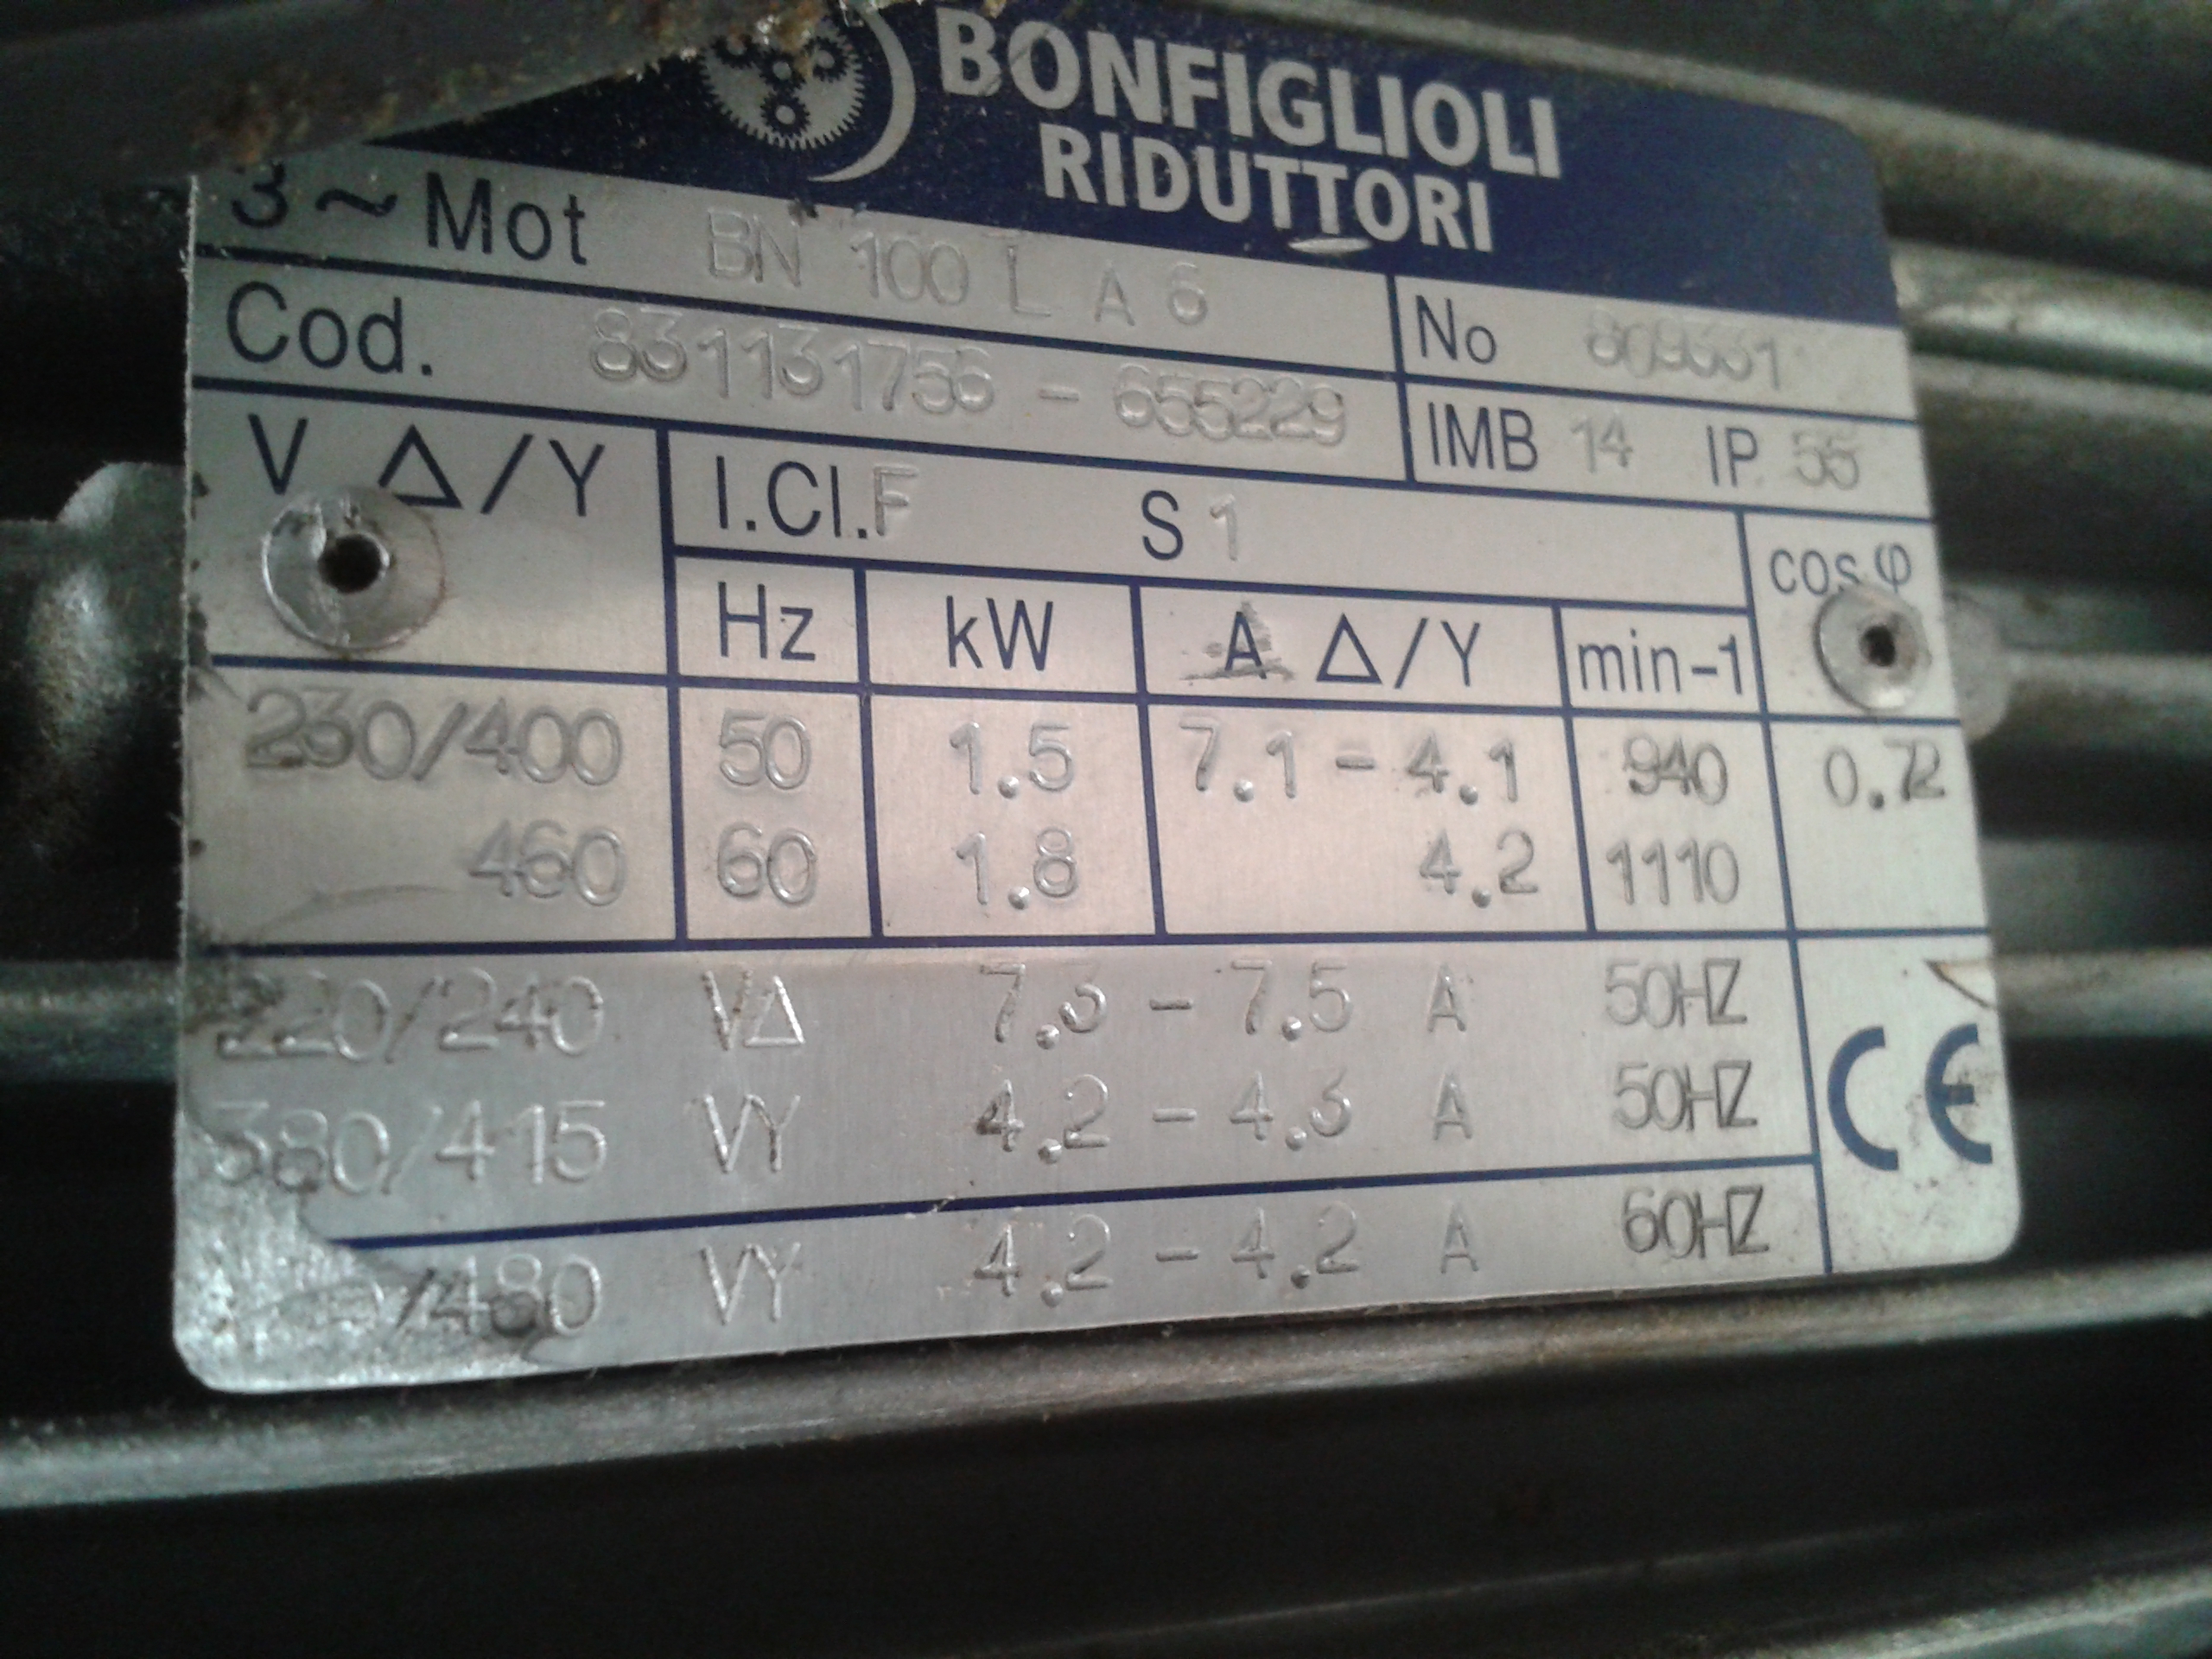 BONFIGLIOLI
RIDUTTORI
3~Mot BN 100 L A 6 No 809331
Cod. 831131756 - 655229 IMB 14 IP 55
V Δ/Y I.Cl.F S1 cos φ
Hz kW A Δ/Y min-1
230/400 50 1.5 7.1 - 4.1 940 0.72
460 60 1.8 4.2 1110
220/240 VΔ 7.3 - 7.5 A 50HZ
380/415 VY 4.2 - 4.3 A 50HZ
/480 VY 4.2 - 4.2 A 60HZ
CE